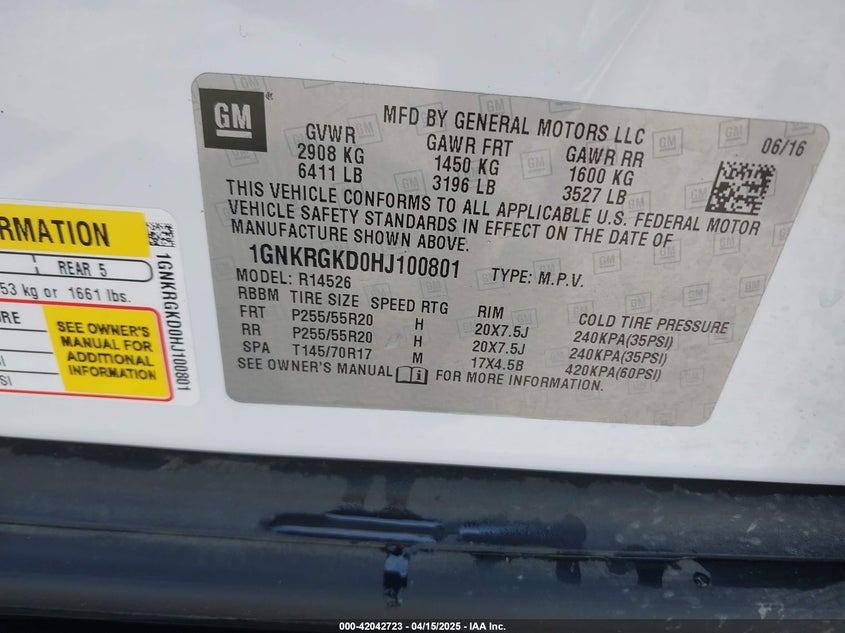 GM
MFD BY GENERAL MOTORS LLC
06/16
GVWR GAWR FRT GAWR RR
2908 KG 1450 KG 1600 KG
6411 LB 3196 LB 3527 LB
THIS VEHICLE CONFORMS TO ALL APPLICABLE U.S. FEDERAL MOTOR
VEHICLE SAFETY STANDARDS IN EFFECT ON THE DATE OF
MANUFACTURE SHOWN ABOVE.
1GNKRGKD0HJ100801 TYPE: M.P.V.
MODEL: R14526
RBBM TIRE SIZE SPEED RTG RIM COLD TIRE PRESSURE
FRT P255/55R20 H 20X7.5J 240KPA(35PSI)
RR P255/55R20 H 20X7.5J 240KPA(35PSI)
SPA T145/70R17 M 17X4.5B 420KPA(60PSI)
SEE OWNER'S MANUAL FOR MORE INFORMATION.
RMATION
REAR 5
53 kg or 1661 lbs.
SEE OWNER'S
MANUAL FOR
ADDITIONAL
INFORMATION
1GNKRGKD0HJ100801
000-42042723 - 04/15/2025 - IAA Inc.